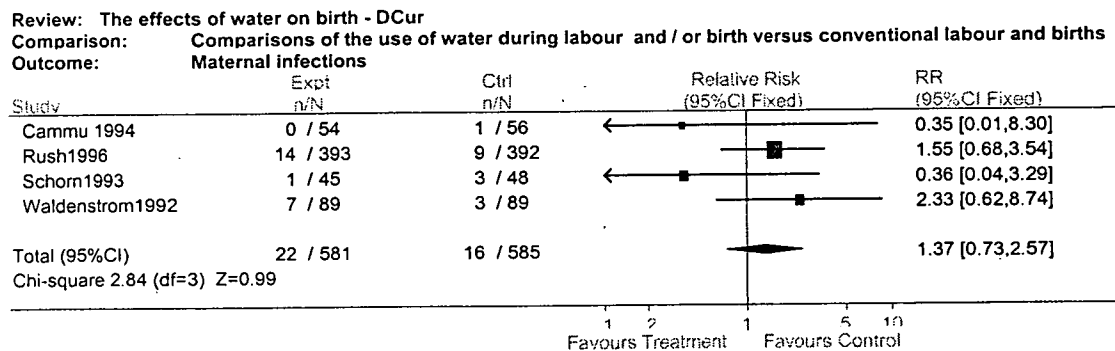 Review: The effects of water on birth - DCur
Comparison: Comparisons of the use of water during labour and / or birth versus conventional labour and births
Outcome: Maternal infections
Expt Ctrl Relative Risk RR
Study n/N n/N (95%CI Fixed) (95%CI Fixed)
Cammu 1994 0 / 54 1 / 56 0.35 [0.01,8.30]
Rush1996 14 / 393 9 / 392 1.55 [0.68,3.54]
Schorn1993 1 / 45 3 / 48 0.36 [0.04,3.29]
Waldenstrom1992 7 / 89 3 / 89 2.33 [0.62,8.74]
Total (95%CI) 22 / 581 16 / 585 1.37 [0.73,2.57]
Chi-square 2.84 (df=3) Z=0.99
1 2 1 5 10
Favours Treatment Favours Control